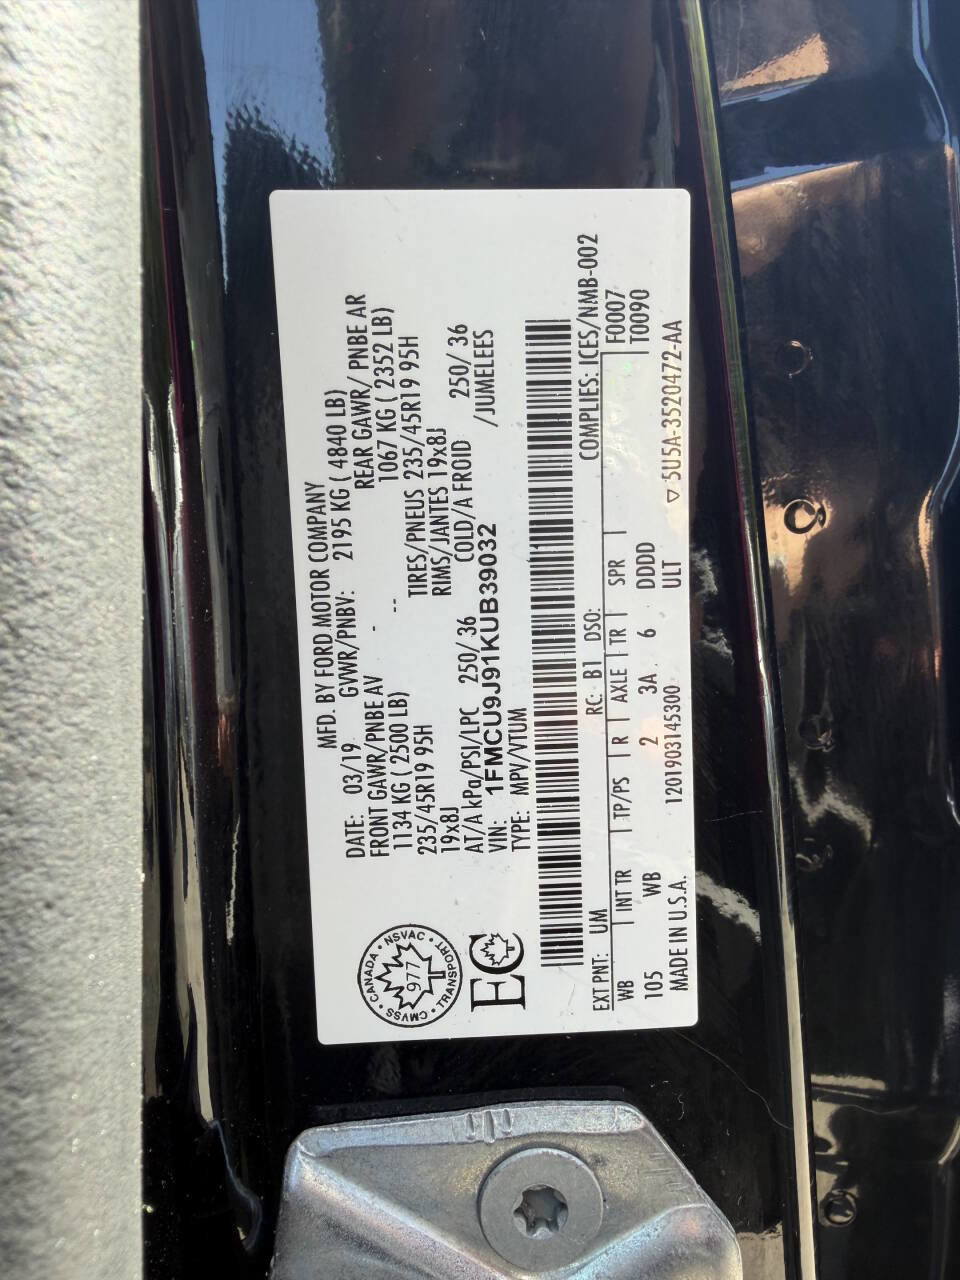 MFD. BY FORD MOTOR COMPANY
DATE: 03/19 GVWR/PNBV: 2195 KG ( 4840 LB)
FRONT GAWR/PNBE AV REAR GAWR/ PNBE AR
1134 KG ( 2500 LB) - -- 1067 KG ( 2352 LB)
235/45R19 95H TIRES/PNEUS 235/45R19 95H
19x8J RIMS/JANTES 19x8J
AT/A kPa/PSI/LPC 250/ 36 COLD/A FROID 250/ 36
VIN: 1FMCU9J91KUB39032 /JUMELEES
TYPE: MPV/VTUM
CANADA • NSVAC • TRANSPORT • CMVSS •
977
EC
COMPLIES: ICES/NMB-002
EXT PNT: UM RC: B1 DSO:
WB INT TR TP/PS R AXLE TR SPR F0007
105 WB 2 3A 6 DDDD T0090
MADE IN U.S.A. 1201903145300 ULT ▽ 5U5A-3520472-AA